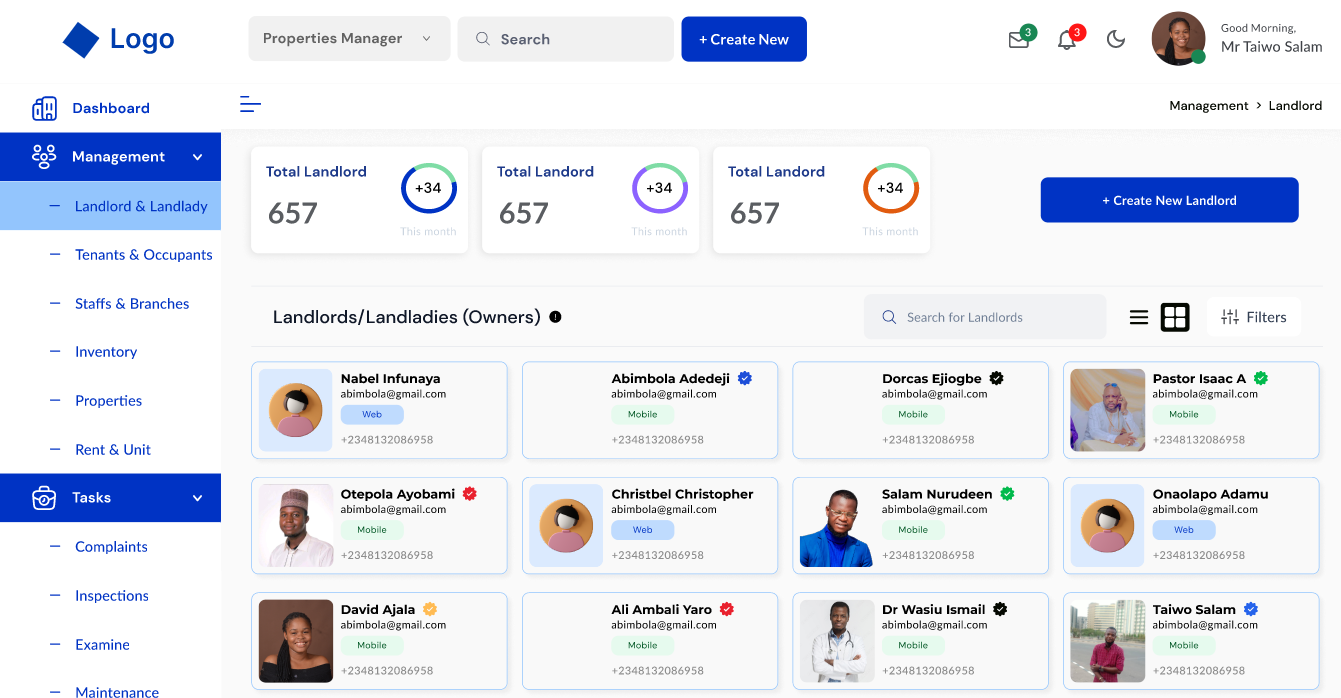 Logo
Properties Manager
Search
+ Create New
3
3
Good Morning,
Mr Taiwo Salam
Dashboard
Management > Landlord
Management
Landlord & Landlady
Tenants & Occupants
Staffs & Branches
Inventory
Properties
Rent & Unit
Tasks
Complaints
Inspections
Examine
Maintenance
Total Landlord
657
+34
This month
Total Landord
657
+34
This month
Total Landord
657
+34
This month
+ Create New Landlord
Landlords/Landladies (Owners)
Search for Landlords
Filters
Nabel Infunaya
abimbola@gmail.com
Web
+2348132086958
Abimbola Adedeji
abimbola@gmail.com
Mobile
+2348132086958
Dorcas Ejiogbe
abimbola@gmail.com
Mobile
+2348132086958
Pastor Isaac A
abimbola@gmail.com
Mobile
+2348132086958
Otepola Ayobami
abimbola@gmail.com
Mobile
+2348132086958
Christbel Christopher
abimbola@gmail.com
Web
+2348132086958
Salam Nurudeen
abimbola@gmail.com
Mobile
+2348132086958
Onaolapo Adamu
abimbola@gmail.com
Web
+2348132086958
David Ajala
abimbola@gmail.com
Mobile
+2348132086958
Ali Ambali Yaro
abimbola@gmail.com
Mobile
+2348132086958
Dr Wasiu Ismail
abimbola@gmail.com
Mobile
+2348132086958
Taiwo Salam
abimbola@gmail.com
Mobile
+2348132086958